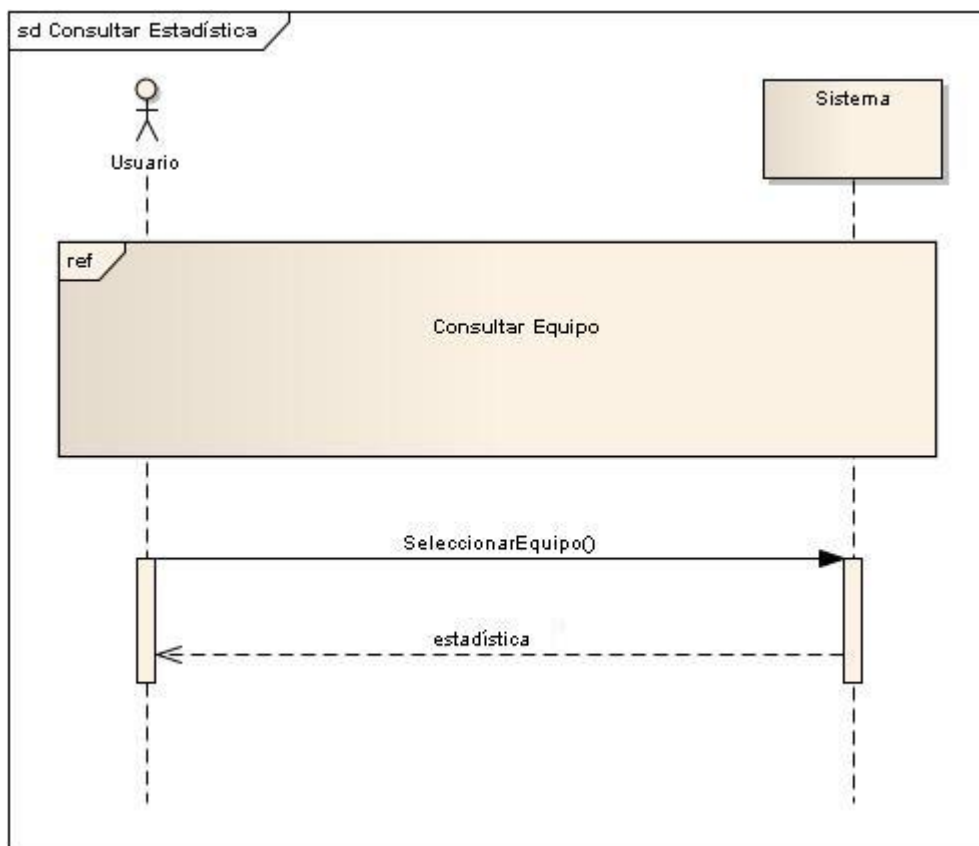 sd Consultar Estadística
Usuario
Sistema
ref
Consultar Equipo
SeleccionarEquipo()
estadística